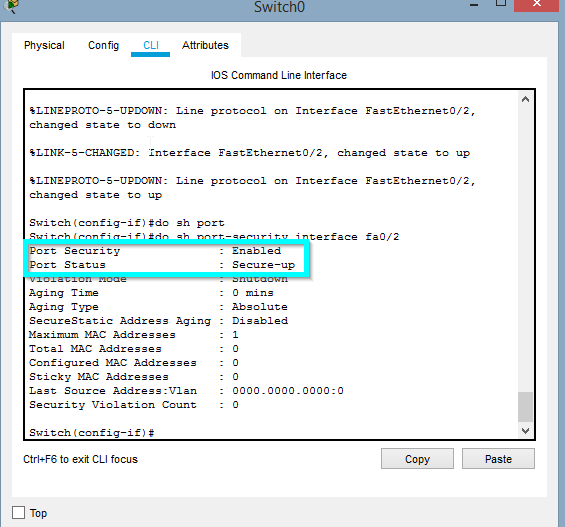 Switch0
Physical Config CLI Attributes
IOS Command Line Interface
%LINEPROTO-5-UPDOWN: Line protocol on Interface FastEthernet0/2,
changed state to down
%LINK-5-CHANGED: Interface FastEthernet0/2, changed state to up
%LINEPROTO-5-UPDOWN: Line protocol on Interface FastEthernet0/2,
changed state to up
Switch(config-if)#do sh port
Switch(config-if)#do sh port-security interface fa0/2
Port Security : Enabled
Port Status : Secure-up
Violation Mode : Shutdown
Aging Time : 0 mins
Aging Type : Absolute
SecureStatic Address Aging : Disabled
Maximum MAC Addresses : 1
Total MAC Addresses : 0
Configured MAC Addresses : 0
Sticky MAC Addresses : 0
Last Source Address:Vlan : 0000.0000.0000:0
Security Violation Count : 0
Switch(config-if)#
Ctrl+F6 to exit CLI focus
Copy Paste
Top